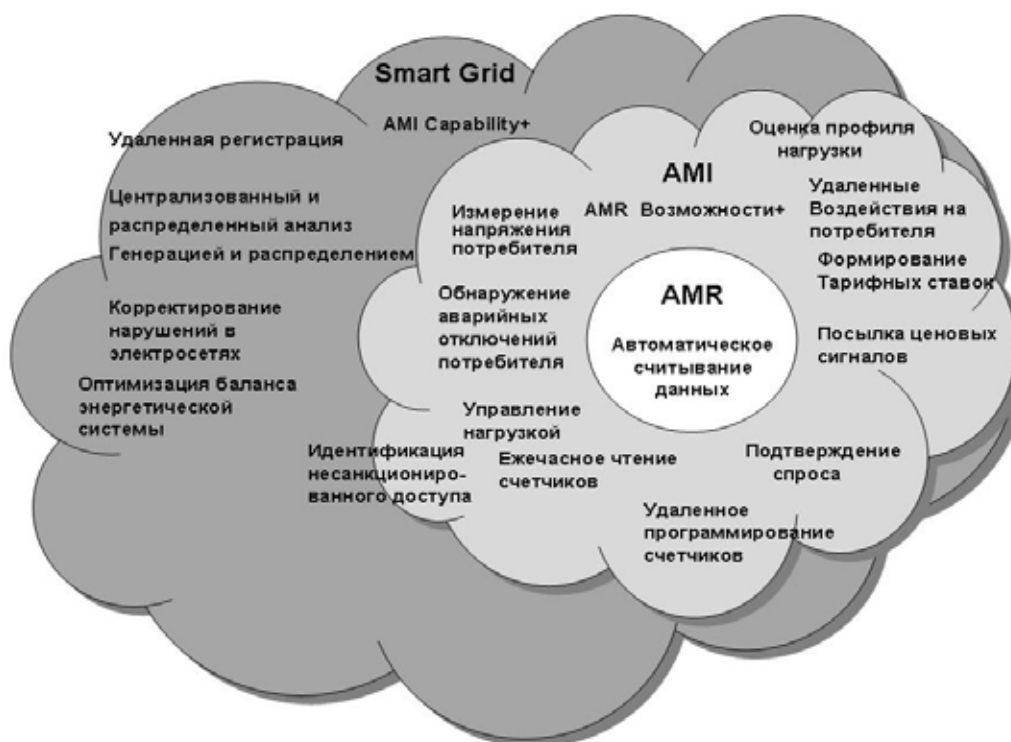 Smart Grid
AMI Capability+
Удаленная регистрация
Централизованный и
распределенный анализ
Генерацией и распределением
Корректирование
нарушений в
электросетях
Оптимизация баланса
энергетической
системы
AMI
AMR Возможности+
Оценка профиля
нагрузки
Измерение
напряжения
потребителя
Удаленные
Воздействия на
потребителя
Формирование
Тарифных ставок
Обнаружение
аварийных
отключений
потребителя
Посылка ценовых
сигналов
AMR
Автоматическое
считывание
данных
Управление
нагрузкой
Идентификация
несанкциониро-
ванного доступа
Ежечасное чтение
счетчиков
Подтверждение
спроса
Удаленное
программирование
счетчиков